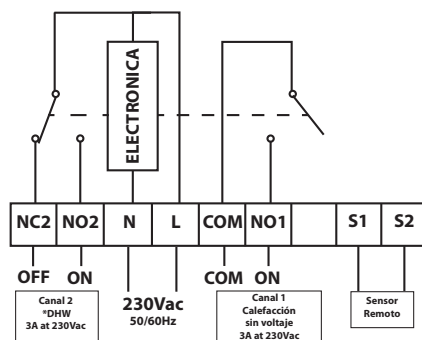 ELECTRONICA
NC2 NO2 N L COM NO1 S1 S2
OFF ON COM ON
Canal 2
*DHW
3A at 230Vac
230Vac
50/60Hz
Canal 1
Calefacción
sin voltaje
3A at 230Vac
Sensor
Remoto